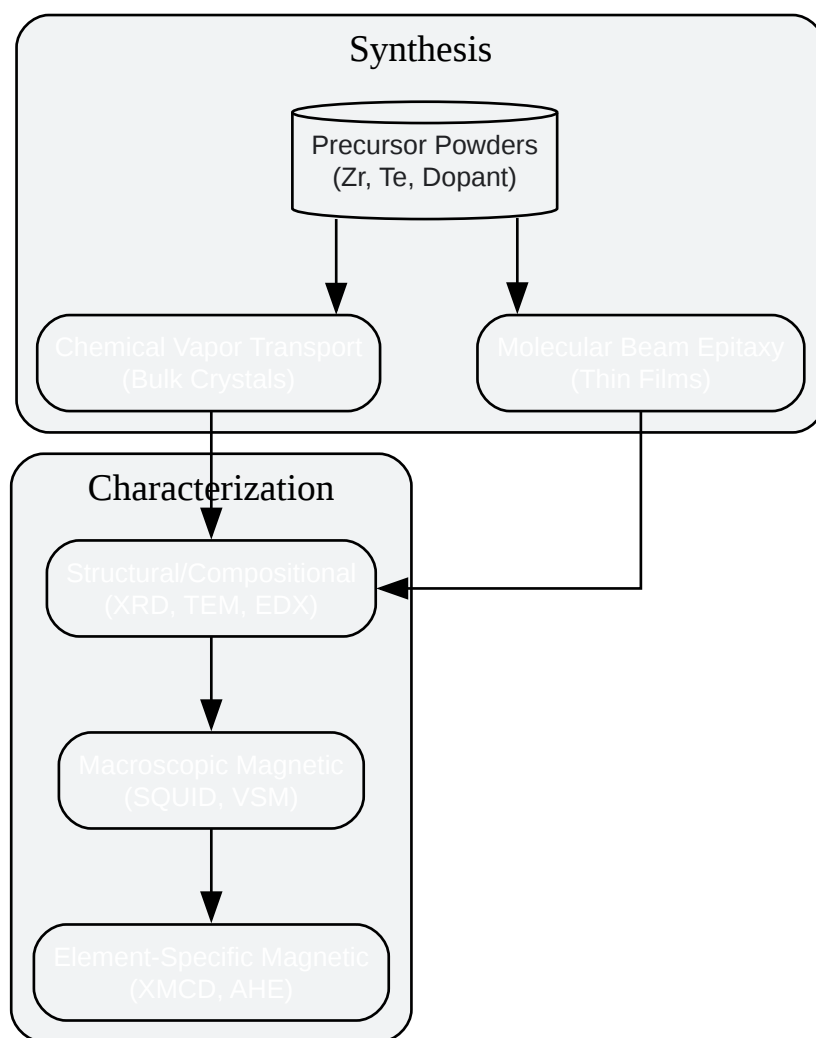 Synthesis
Precursor Powders
(Zr, Te, Dopant)
Chemical Vapor Transport
(Bulk Crystals)
Molecular Beam Epitaxy
(Thin Films)
Characterization
Structural/Compositional
(XRD, TEM, EDX)
Macroscopic Magnetic
(SQUID, VSM)
Element-Specific Magnetic
(XMCD, AHE)